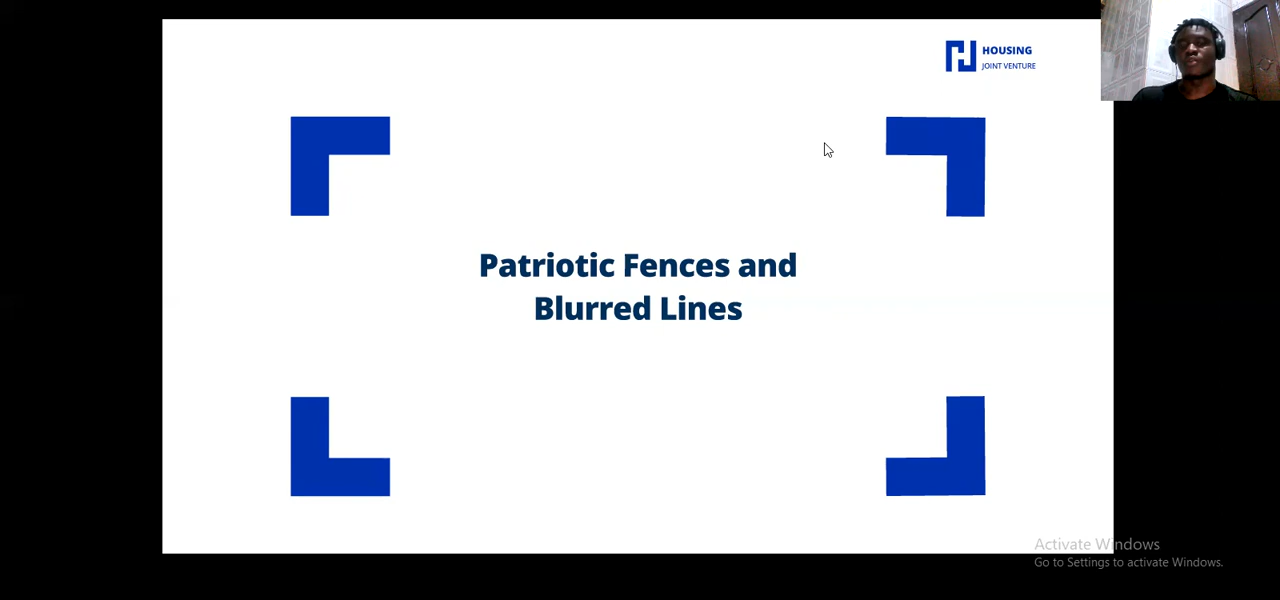 HOUSING
JOINT VENTURE
Patriotic Fences and
Blurred Lines
Activate Windows
Go to Settings to activate Windows.